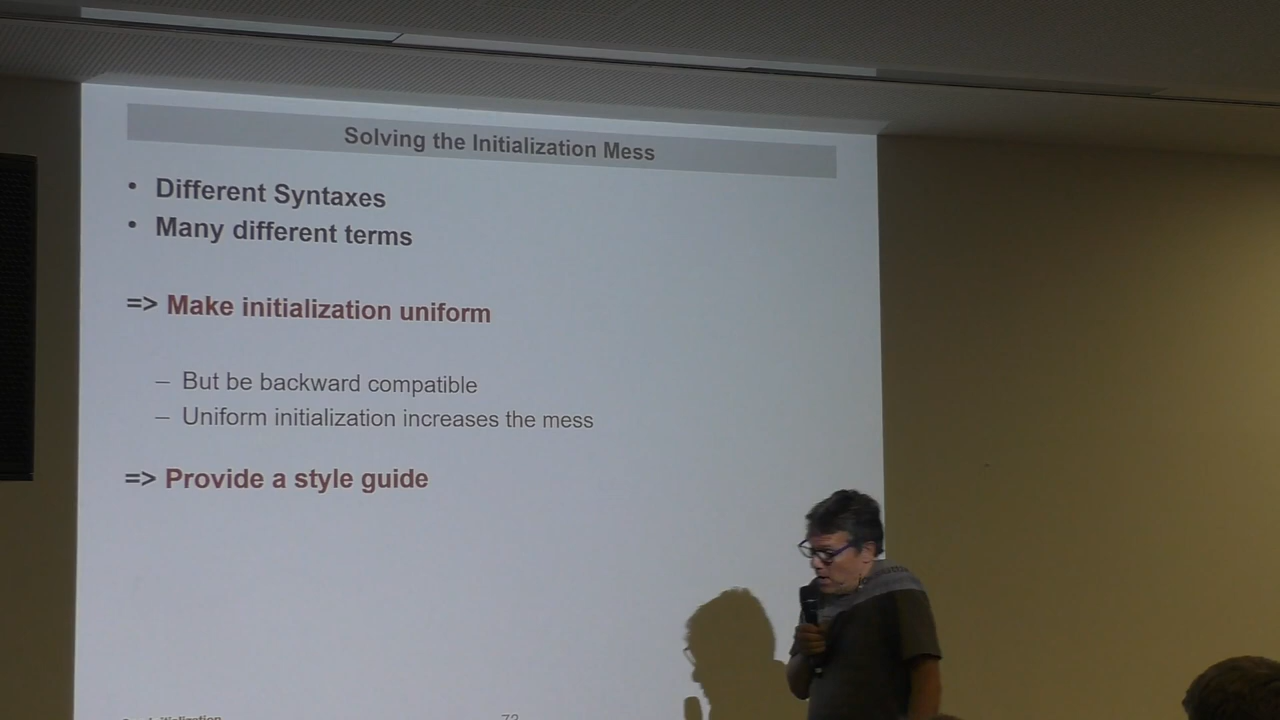 Solving the Initialization Mess
• Different Syntaxes
• Many different terms
=> Make initialization uniform
– But be backward compatible
– Uniform initialization increases the mess
=> Provide a style guide